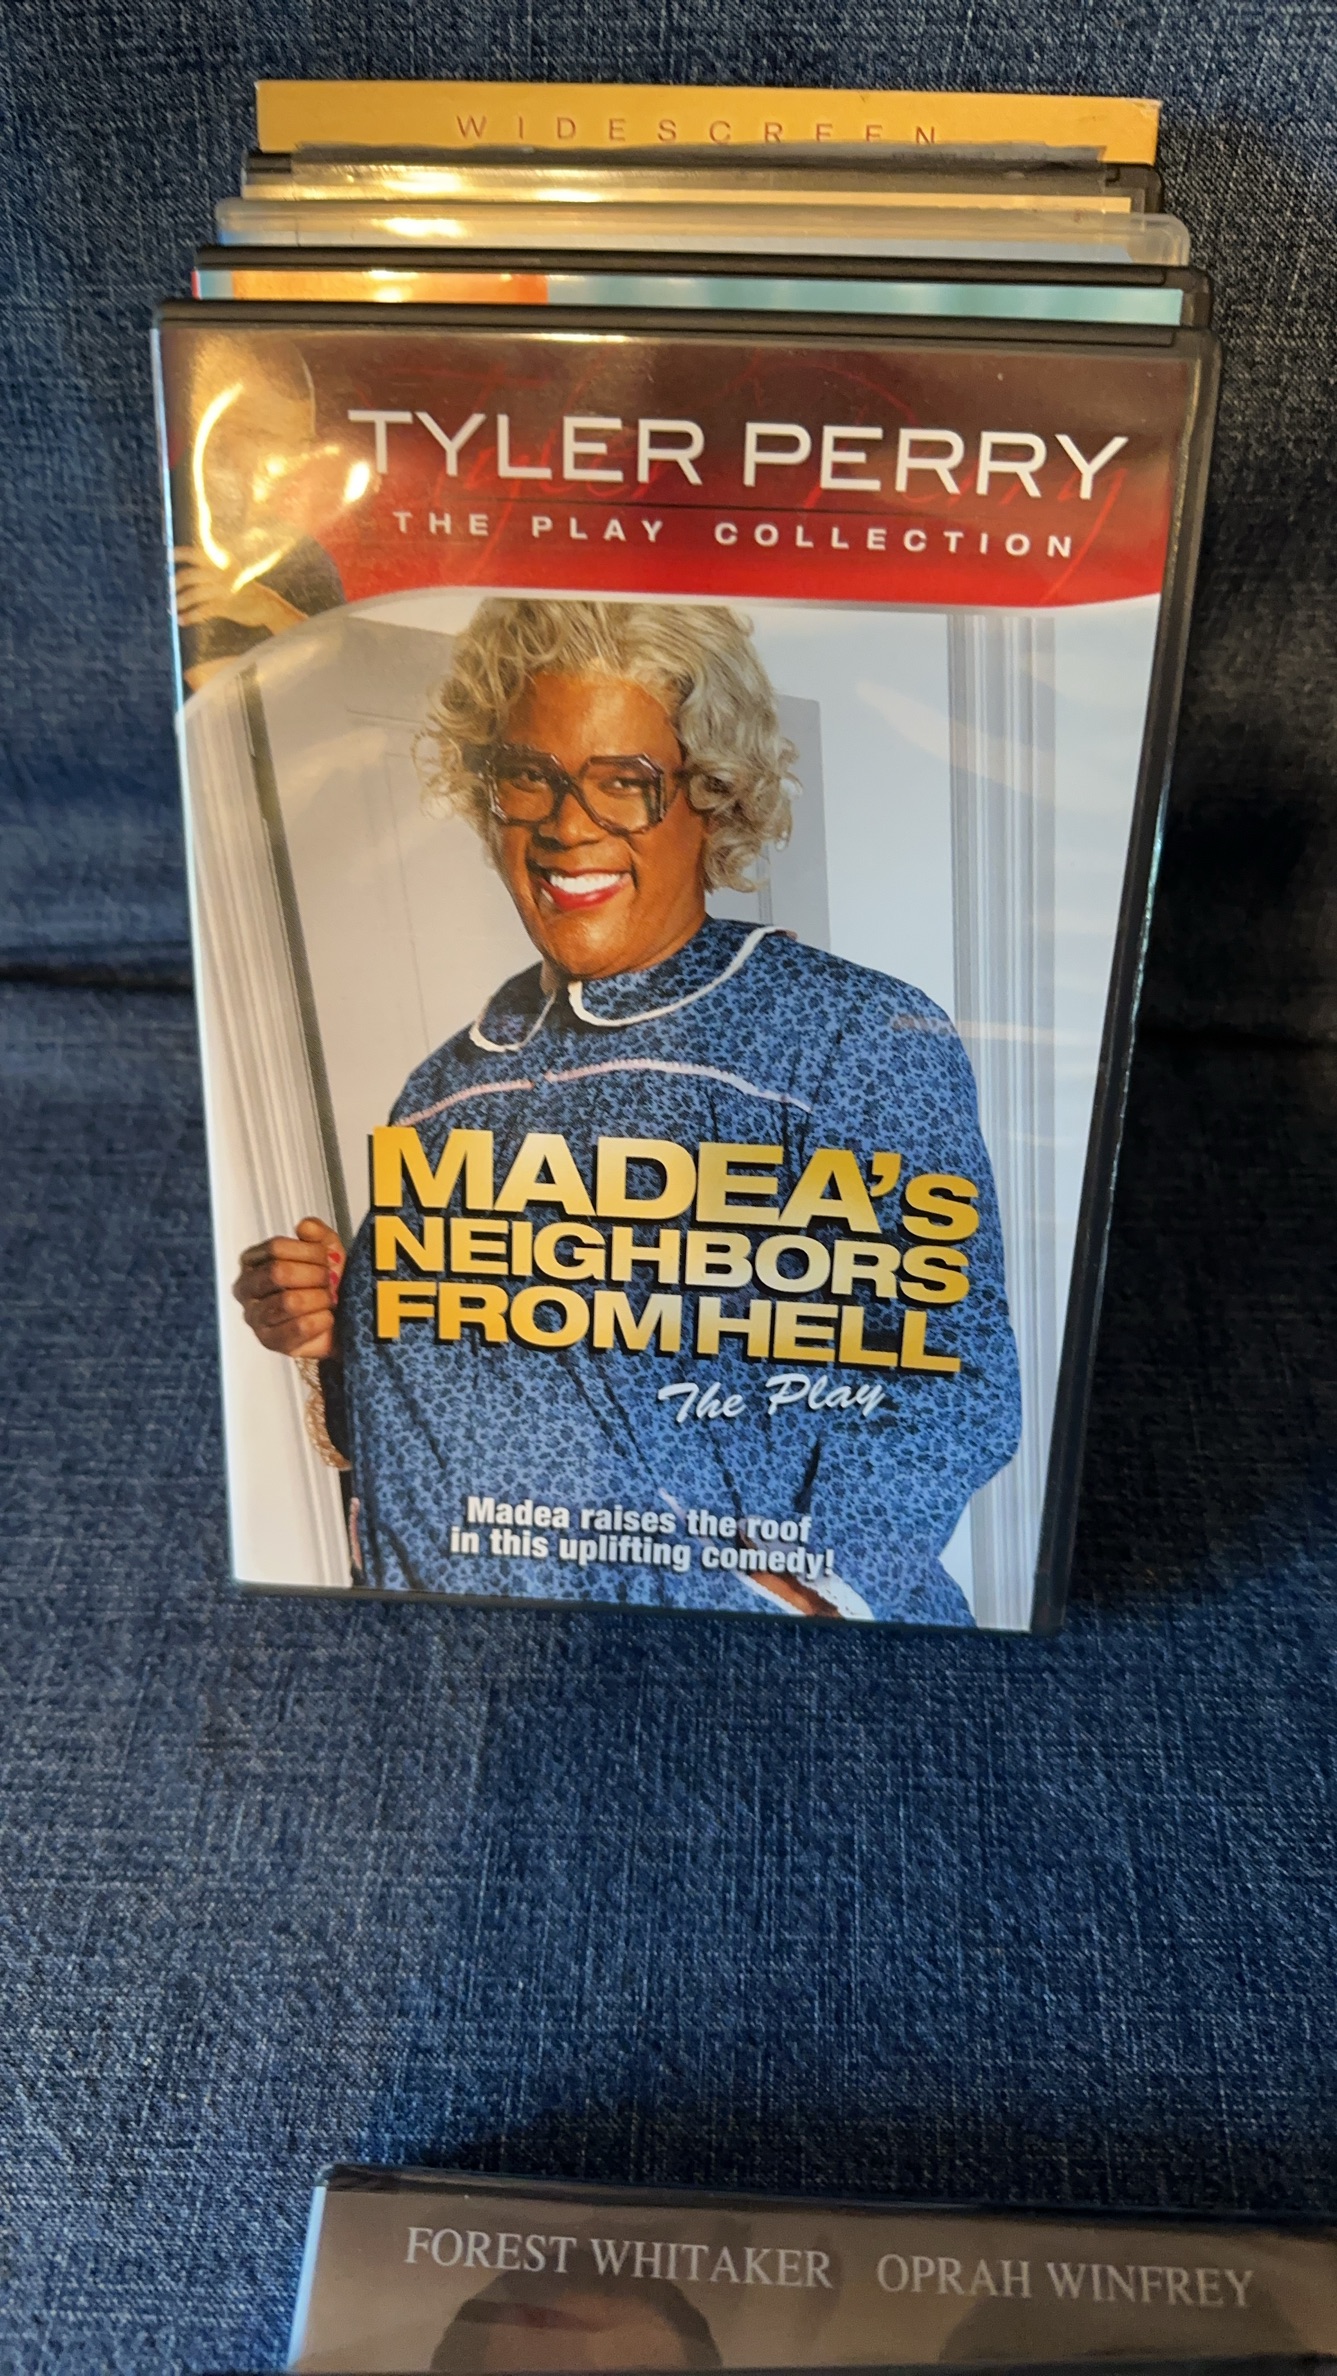 WIDESCREEN
TYLER PERRY
THE PLAY COLLECTION
MADEA'S
NEIGHBORS
FROM HELL
The Play
Madea raises the roof
in this uplifting comedy!
FOREST WHITAKER OPRAH WINFREY